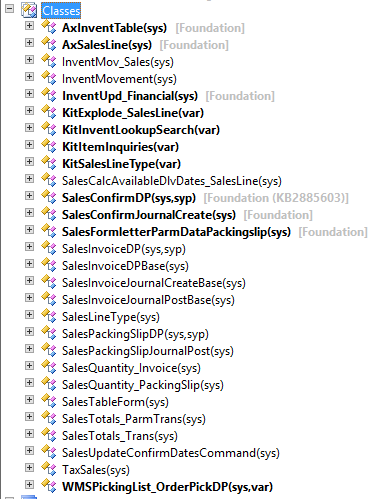 Classes
AxInventTable(sys) [Foundation]
AxSalesLine(sys) [Foundation]
InventMov_Sales(sys)
InventMovement(sys)
InventUpd_Financial(sys) [Foundation]
KitExplode_SalesLine(var)
KitInventLookupSearch(var)
KitItemInquiries(var)
KitSalesLineType(var)
SalesCalcAvailableDlvDates_SalesLine(sys)
SalesConfirmDP(sys,syp) [Foundation (KB2885603)]
SalesConfirmJournalCreate(sys) [Foundation]
SalesFormletterParmDataPackingslip(sys) [Foundation]
SalesInvoiceDP(sys,syp)
SalesInvoiceDPBase(sys)
SalesInvoiceJournalCreateBase(sys)
SalesInvoiceJournalPostBase(sys)
SalesLineType(sys)
SalesPackingSlipDP(sys,syp)
SalesPackingSlipJournalPost(sys)
SalesQuantity_Invoice(sys)
SalesQuantity_PackingSlip(sys)
SalesTableForm(sys)
SalesTotals_ParmTrans(sys)
SalesTotals_Trans(sys)
SalesUpdateConfirmDatesCommand(sys)
TaxSales(sys)
WMSPickingList_OrderPickDP(sys,var)